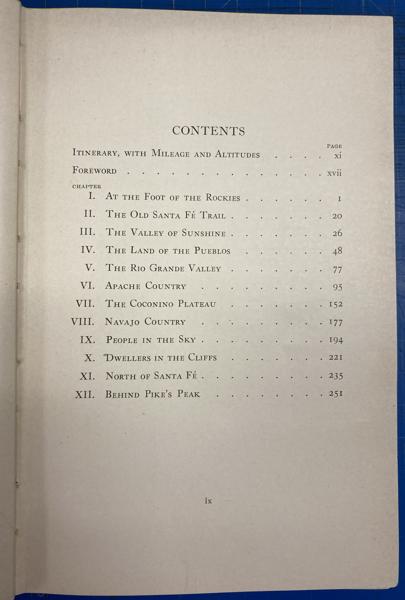 CONTENTS
PAGE
Itinerary, with Mileage and Altitudes . . . . xi
Foreword . . . . . . . . . . . . . . xvii
CHAPTER
I. At the Foot of the Rockies . . . . . . 1
II. The Old Santa Fé Trail . . . . . . . 20
III. The Valley of Sunshine . . . . . . . 26
IV. The Land of the Pueblos . . . . . . 48
V. The Rio Grande Valley . . . . . . . 77
VI. Apache Country . . . . . . . . . 95
VII. The Coconino Plateau . . . . . . . 152
VIII. Navajo Country . . . . . . . . . 177
IX. People in the Sky . . . . . . . . . 194
X. Dwellers in the Cliffs . . . . . . . 221
XI. North of Santa Fé . . . . . . . . . 235
XII. Behind Pike's Peak . . . . . . . . 251
ix